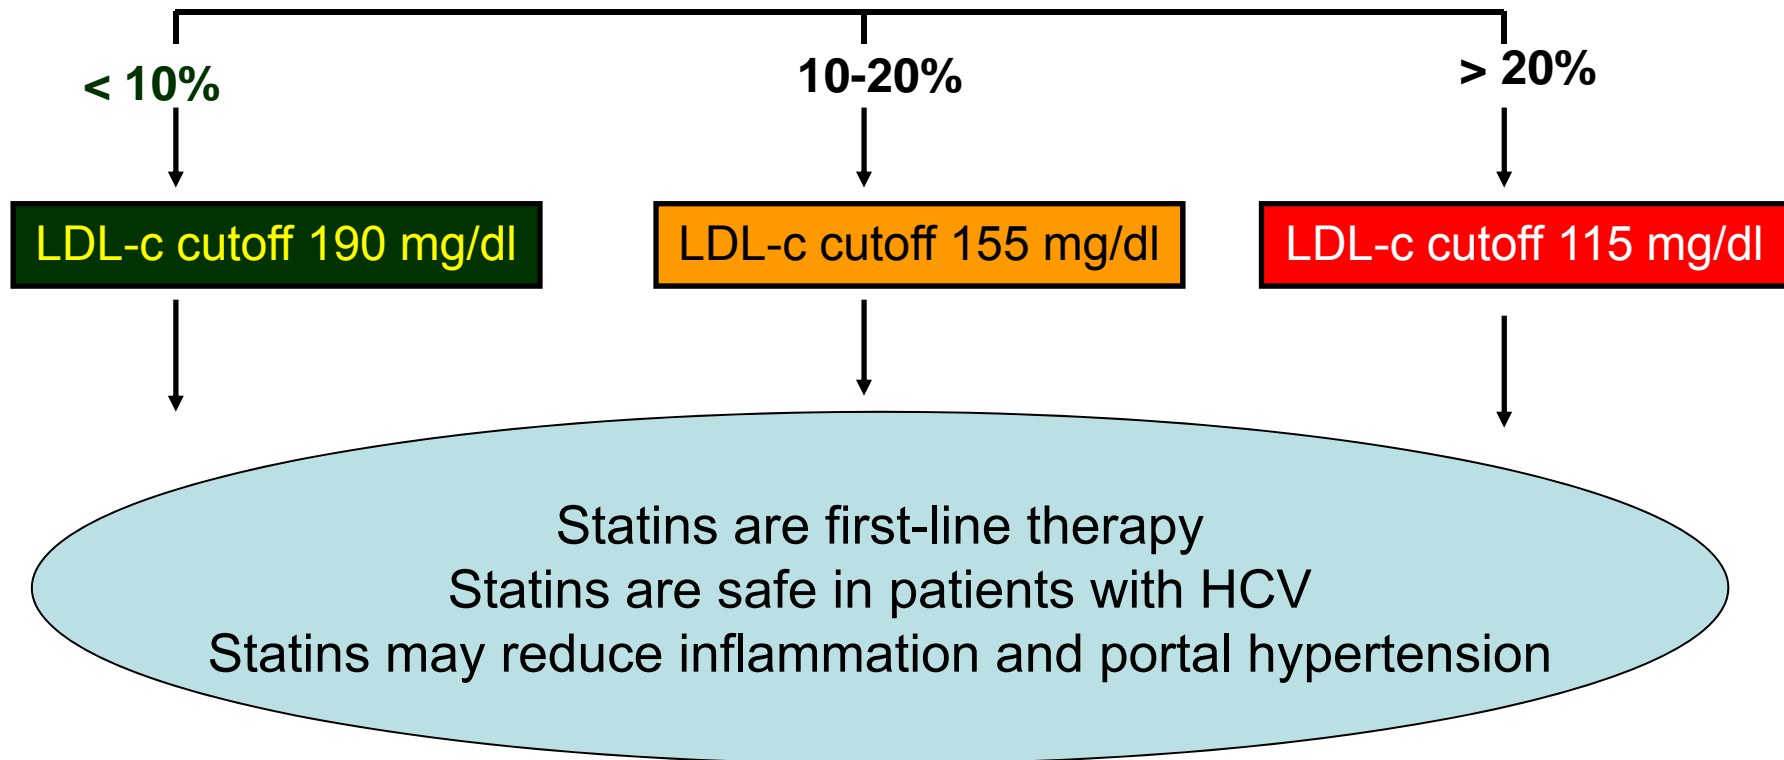 < 10%
10-20%
> 20%
LDL-c cutoff 190 mg/dl
LDL-c cutoff 155 mg/dl
LDL-c cutoff 115 mg/dl
Statins are first-line therapy
Statins are safe in patients with HCV
Statins may reduce inflammation and portal hypertension